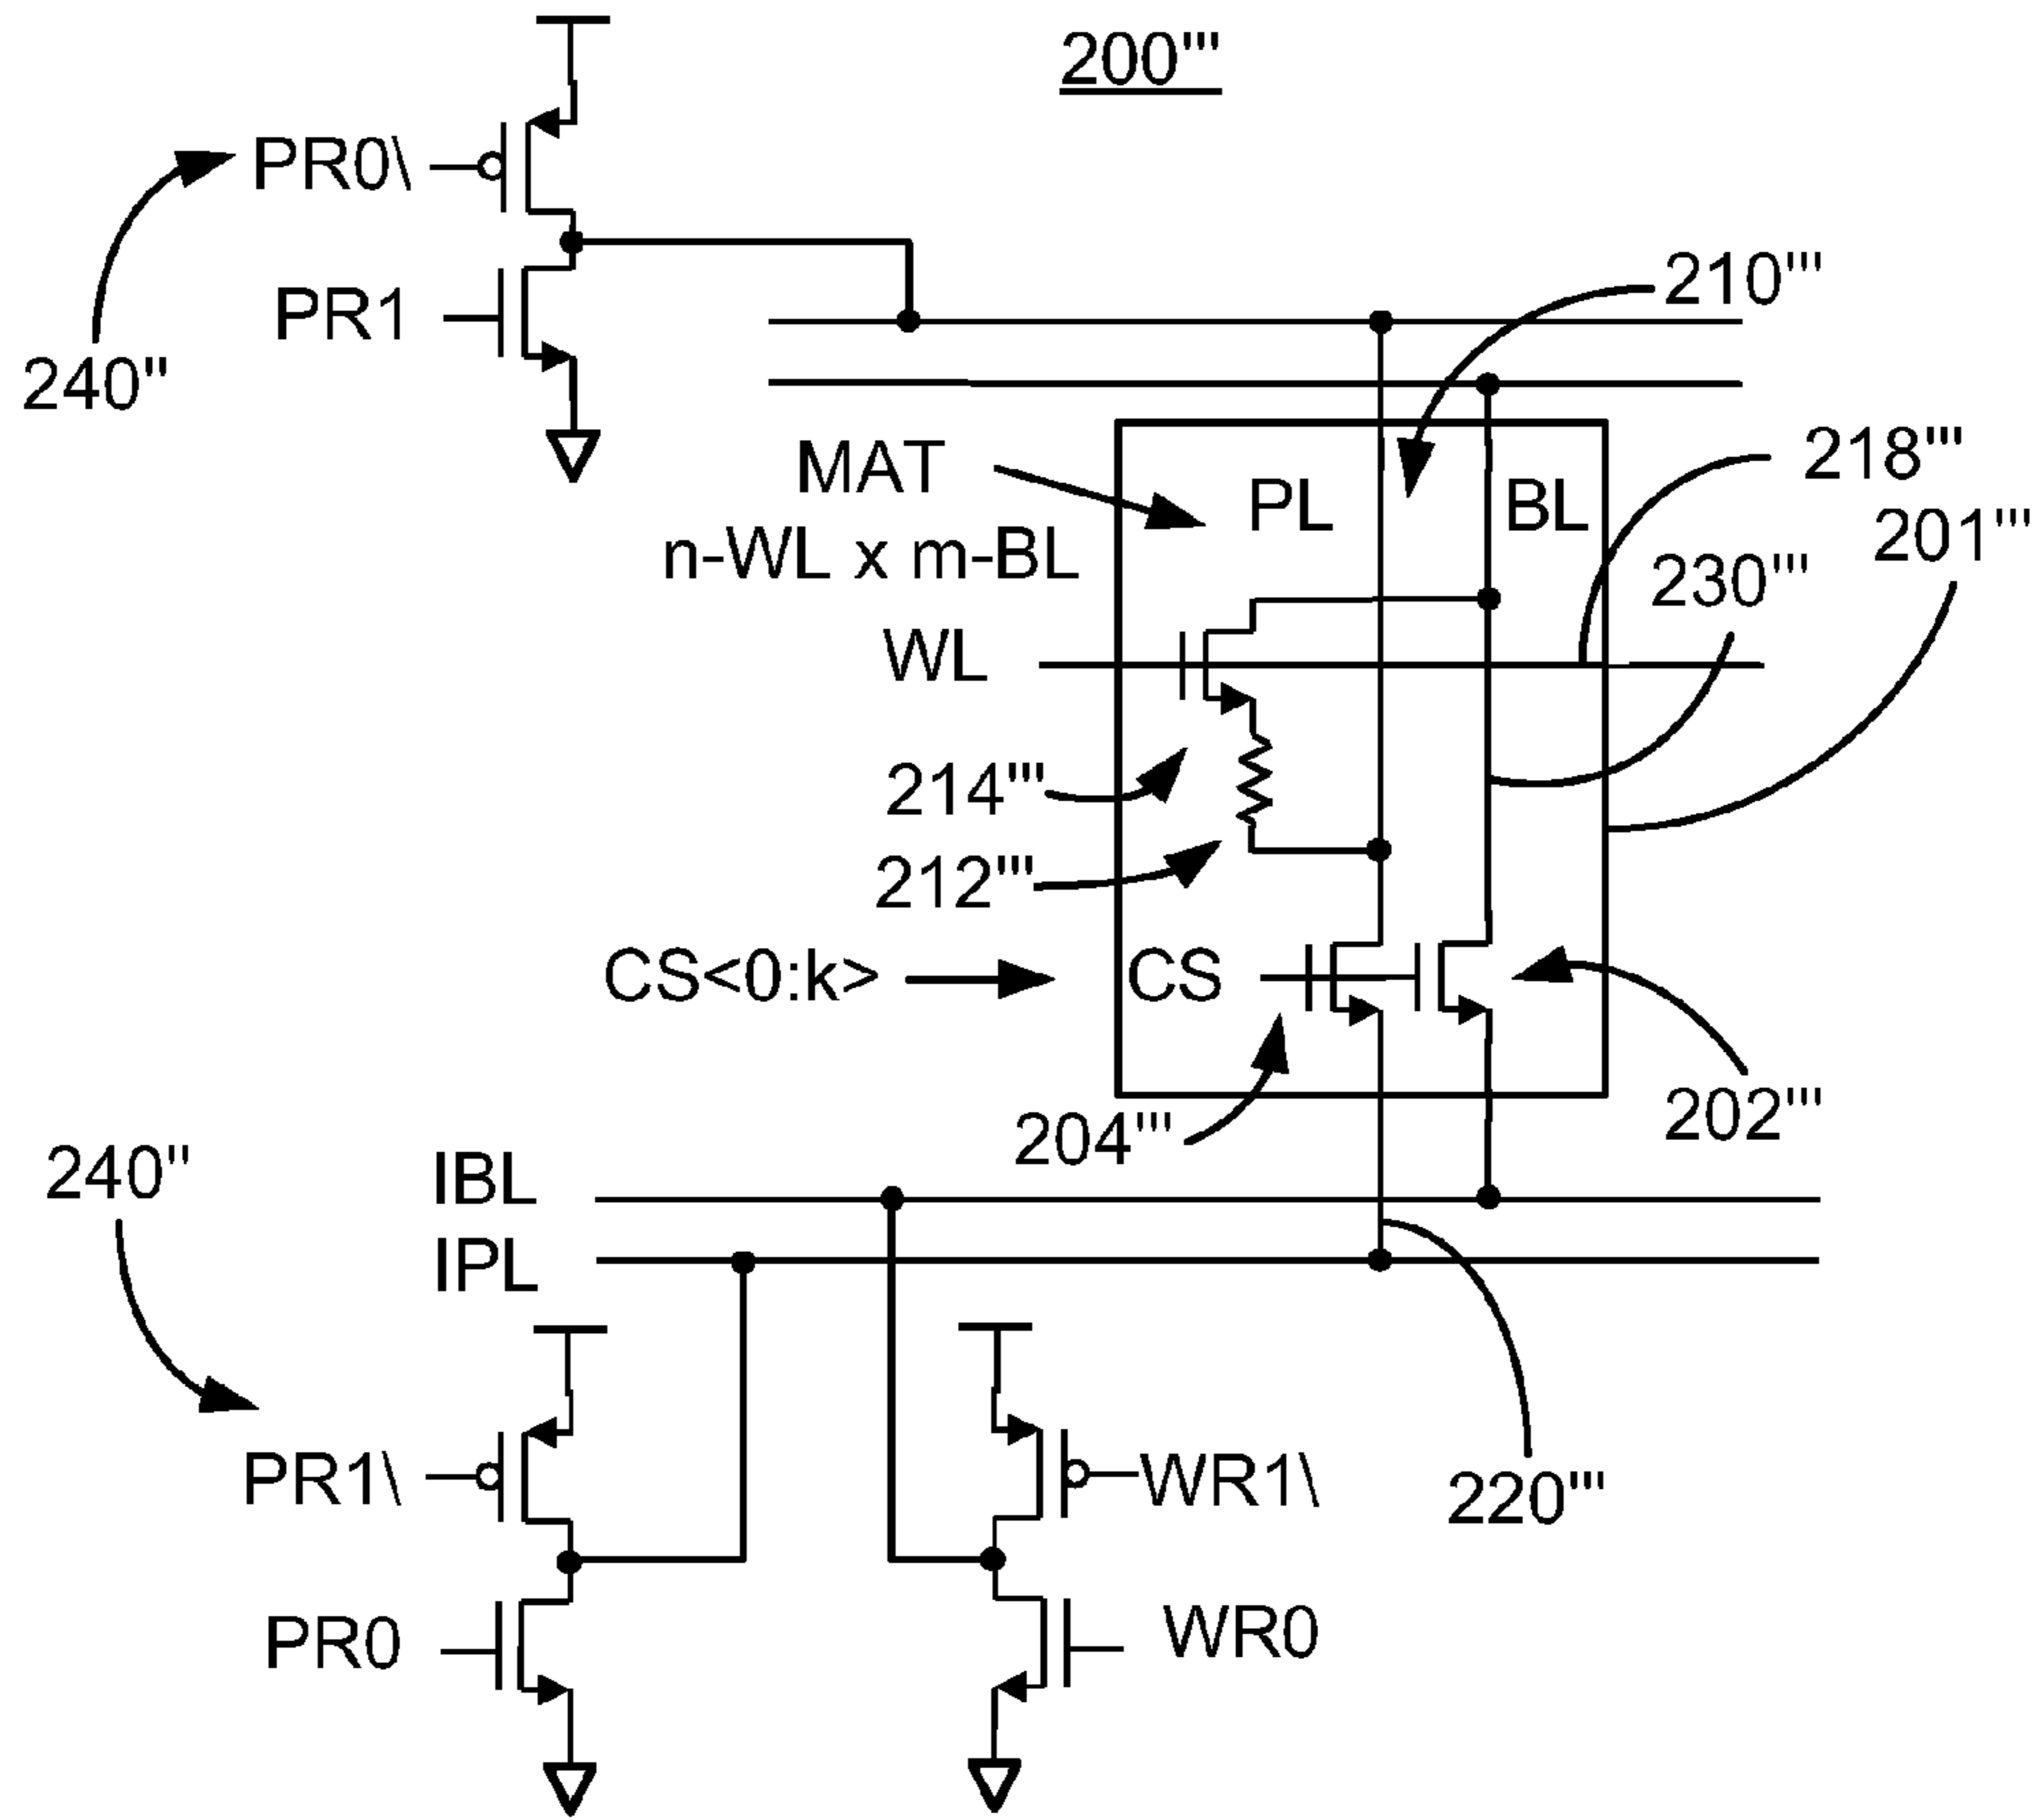 200'''
PR0\
PR1
240''
210'''
218'''
201'''
230'''
MAT
n-WL x m-BL
PL
BL
WL
214'''
212'''
CS<0:k>
CS
204'''
202'''
240''
IBL
IPL
PR1\
WR1\
220'''
PR0
WR0